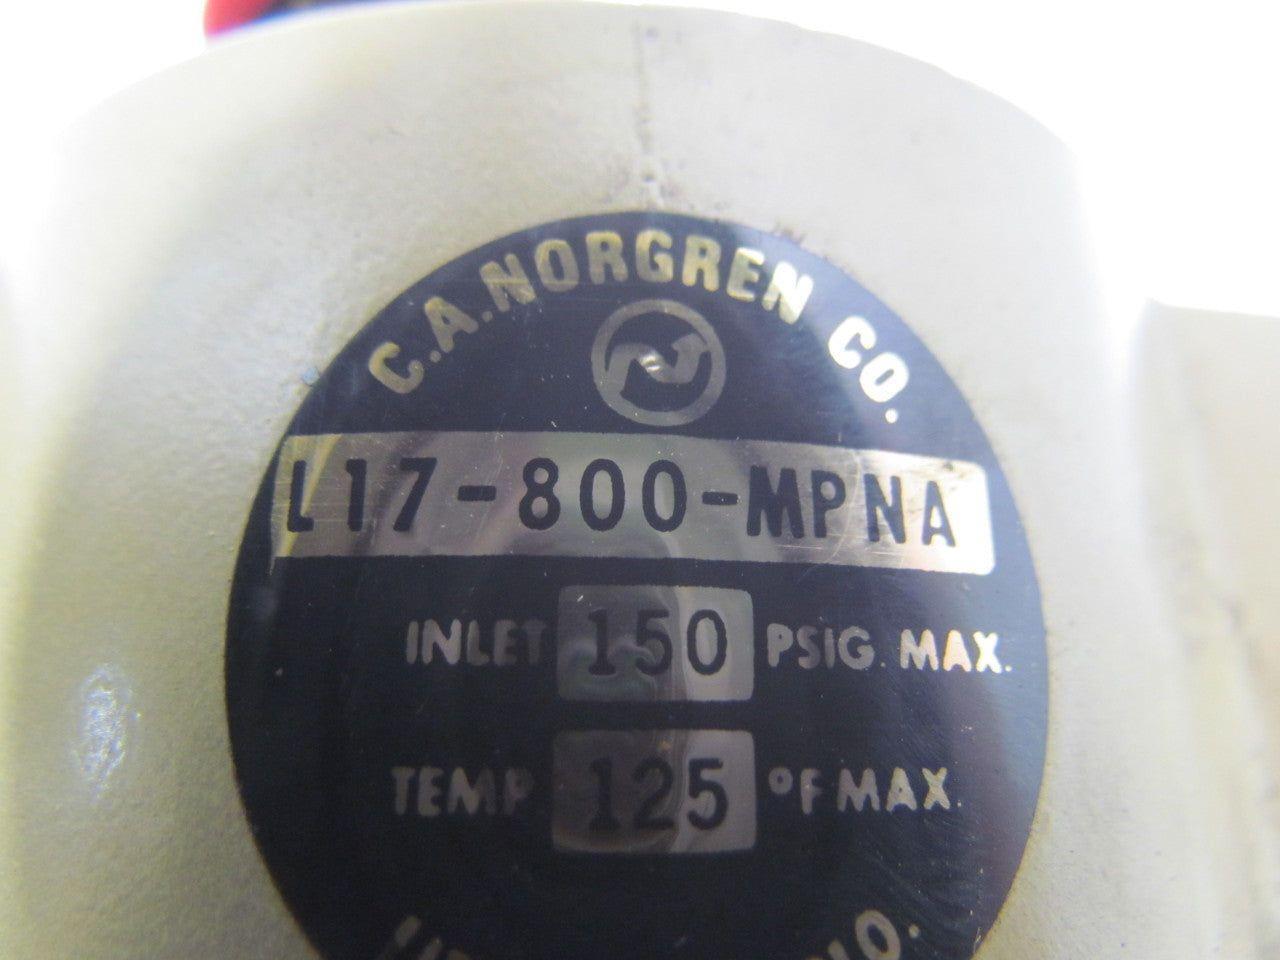 C.A. NORGREN CO.
L17-800-MPNA
INLET 150 PSIG. MAX.
TEMP. 125 °F MAX.